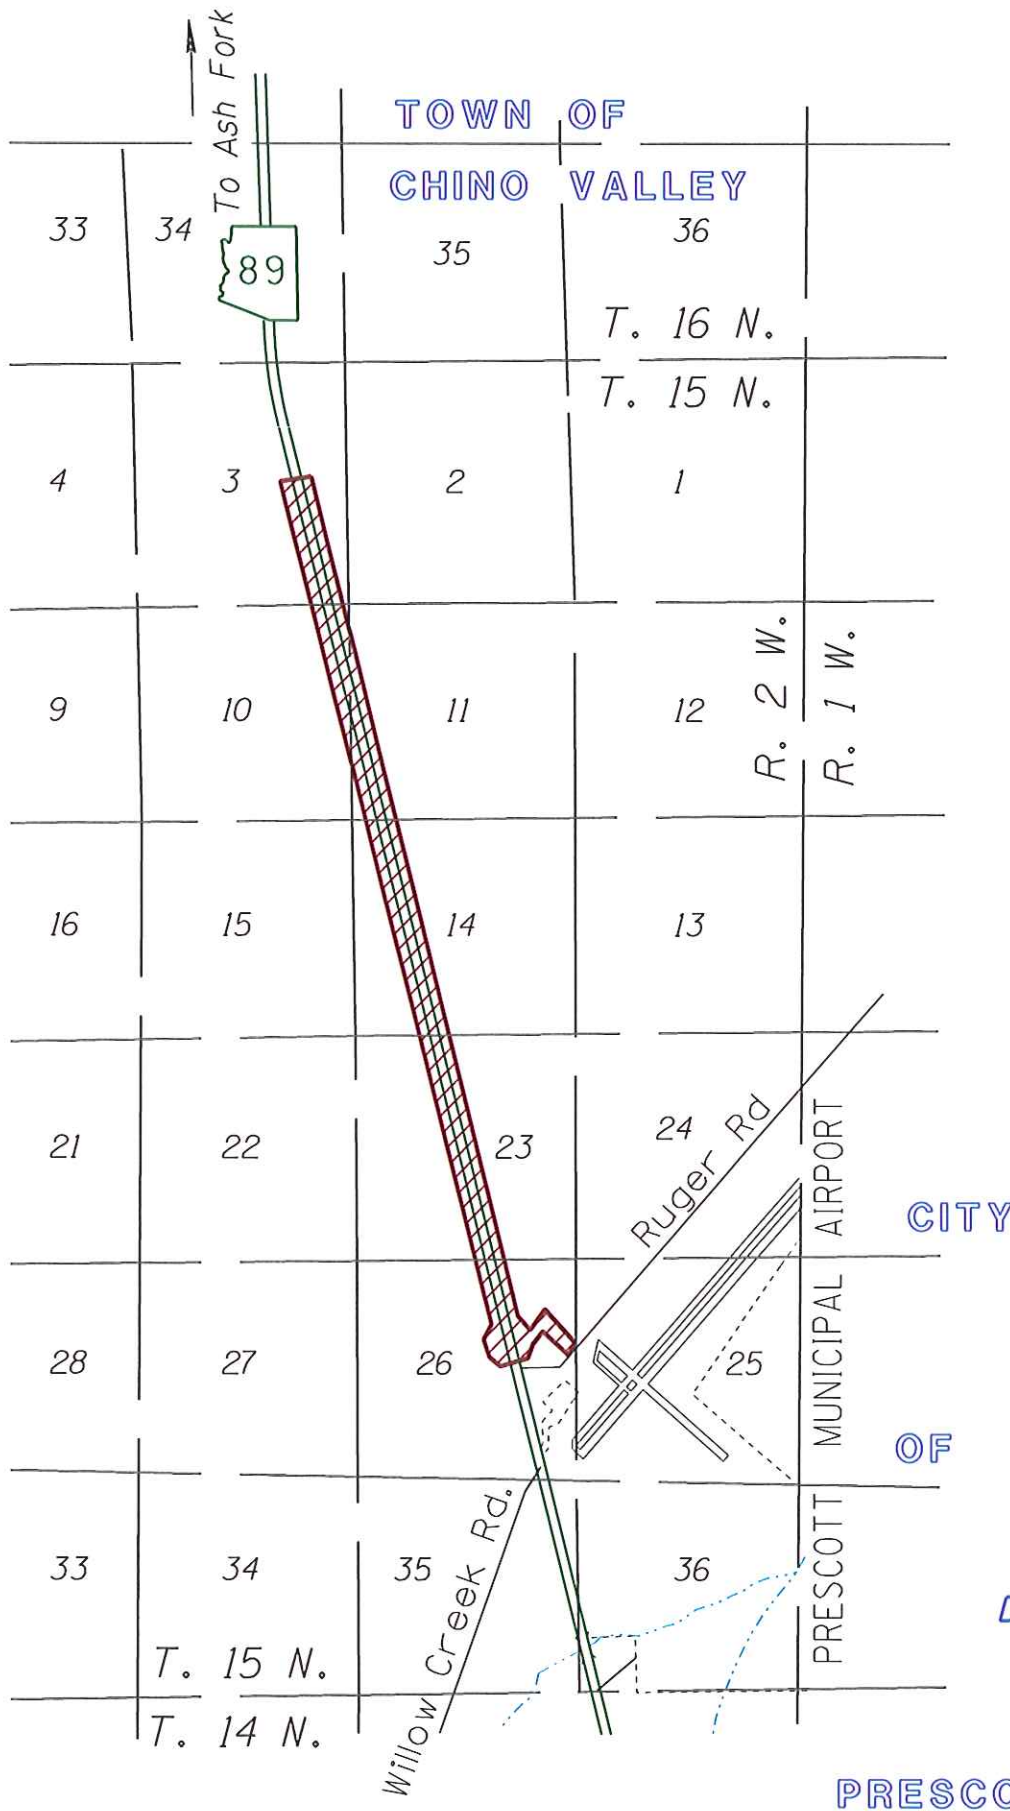 To Ash Fork
TOWN OF
CHINO VALLEY
33 34 35 36
89
T. 16 N.
T. 15 N.
4 3 2 1
R. 2 W.
R. 1 W.
9 10 11 12
16 15 14 13
21 22 23 24
Ruger Rd
CITY
28 27 26 25
PRESCOTT MUNICIPAL AIRPORT
OF
33 34 35 36
Willow Creek Rd.
T. 15 N.
T. 14 N.
PRESCO